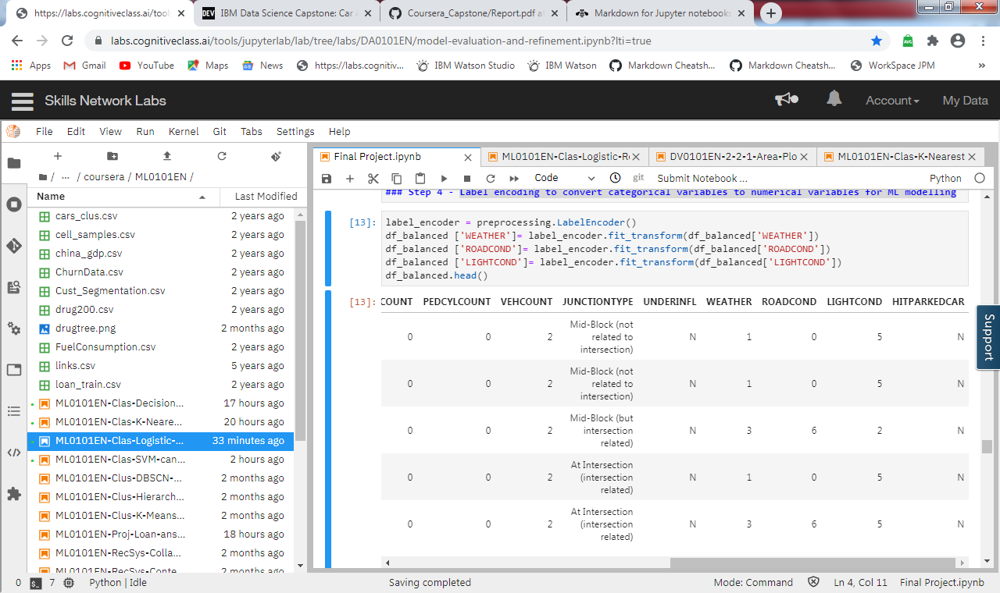 https://labs.cognitiveclass.ai/tool
IBM Data Science Capstone: Car A
Coursera_Capstone/Report.pdf at
Markdown for Jupyter notebooks
labs.cognitiveclass.ai/tools/jupyterlab/lab/tree/labs/DA0101EN/model-evaluation-and-refinement.ipynb?lti=true
Apps
Gmail
YouTube
Maps
News
https://labs.cognitiv...
IBM Watson Studio
IBM Watson
Markdown Cheatsh...
Markdown Cheatsh...
WorkSpace JPM
»
Skills Network Labs
Account
My Data
File Edit View Run Kernel Git Tabs Settings Help
/ ... / coursera / ML0101EN /
Name Last Modified
cars_clus.csv 2 years ago
cell_samples.csv 2 years ago
china_gdp.csv 2 years ago
ChurnData.csv 2 years ago
Cust_Segmentation.csv 2 years ago
drug200.csv 2 years ago
drugtree.png 2 months ago
FuelConsumption.csv 2 years ago
links.csv 5 years ago
loan_train.csv 2 years ago
ML0101EN-Clas-Decision... 17 hours ago
ML0101EN-Clas-K-Neare... 20 hours ago
ML0101EN-Clas-Logistic-... 33 minutes ago
ML0101EN-Clas-SVM-can... 2 hours ago
ML0101EN-Clus-DBSCN-... 2 months ago
ML0101EN-Clus-Hierarch... 2 months ago
ML0101EN-Clus-K-Means... 2 months ago
ML0101EN-Proj-Loan-ans... 18 hours ago
ML0101EN-RecSys-Colla... 2 months ago
ML0101EN-RecSys-Conte... 2 months ago
Final Project.ipynb
ML0101EN-Clas-Logistic-Re
DV0101EN-2-2-1-Area-Plo
ML0101EN-Clas-K-Nearest
Code
git
Submit Notebook ...
Python
### Step 4 - Label encoding to convert categorical variables to numerical variables for ML modelling
[13]: label_encoder = preprocessing.LabelEncoder()
df_balanced ['WEATHER']= label_encoder.fit_transform(df_balanced['WEATHER'])
df_balanced ['ROADCOND']= label_encoder.fit_transform(df_balanced['ROADCOND'])
df_balanced ['LIGHTCOND']= label_encoder.fit_transform(df_balanced['LIGHTCOND'])
df_balanced.head()
[13]: COUNT PEDCYLCOUNT VEHCOUNT JUNCTIONTYPE UNDERINFL WEATHER ROADCOND LIGHTCOND HITPARKEDCAR
Mid-Block (not
0 0 2 related to N 1 0 5 N
intersection)
Mid-Block (not
0 0 2 related to N 1 0 5 N
intersection)
Mid-Block (but
0 0 2 intersection N 3 6 2 N
related)
At Intersection
0 0 2 (intersection N 1 0 5 N
related)
At Intersection
0 0 2 (intersection N 3 6 5 N
related)
Support
0 $_ 7 Python | Idle
Saving completed
Mode: Command
Ln 4, Col 11
Final Project.ipynb